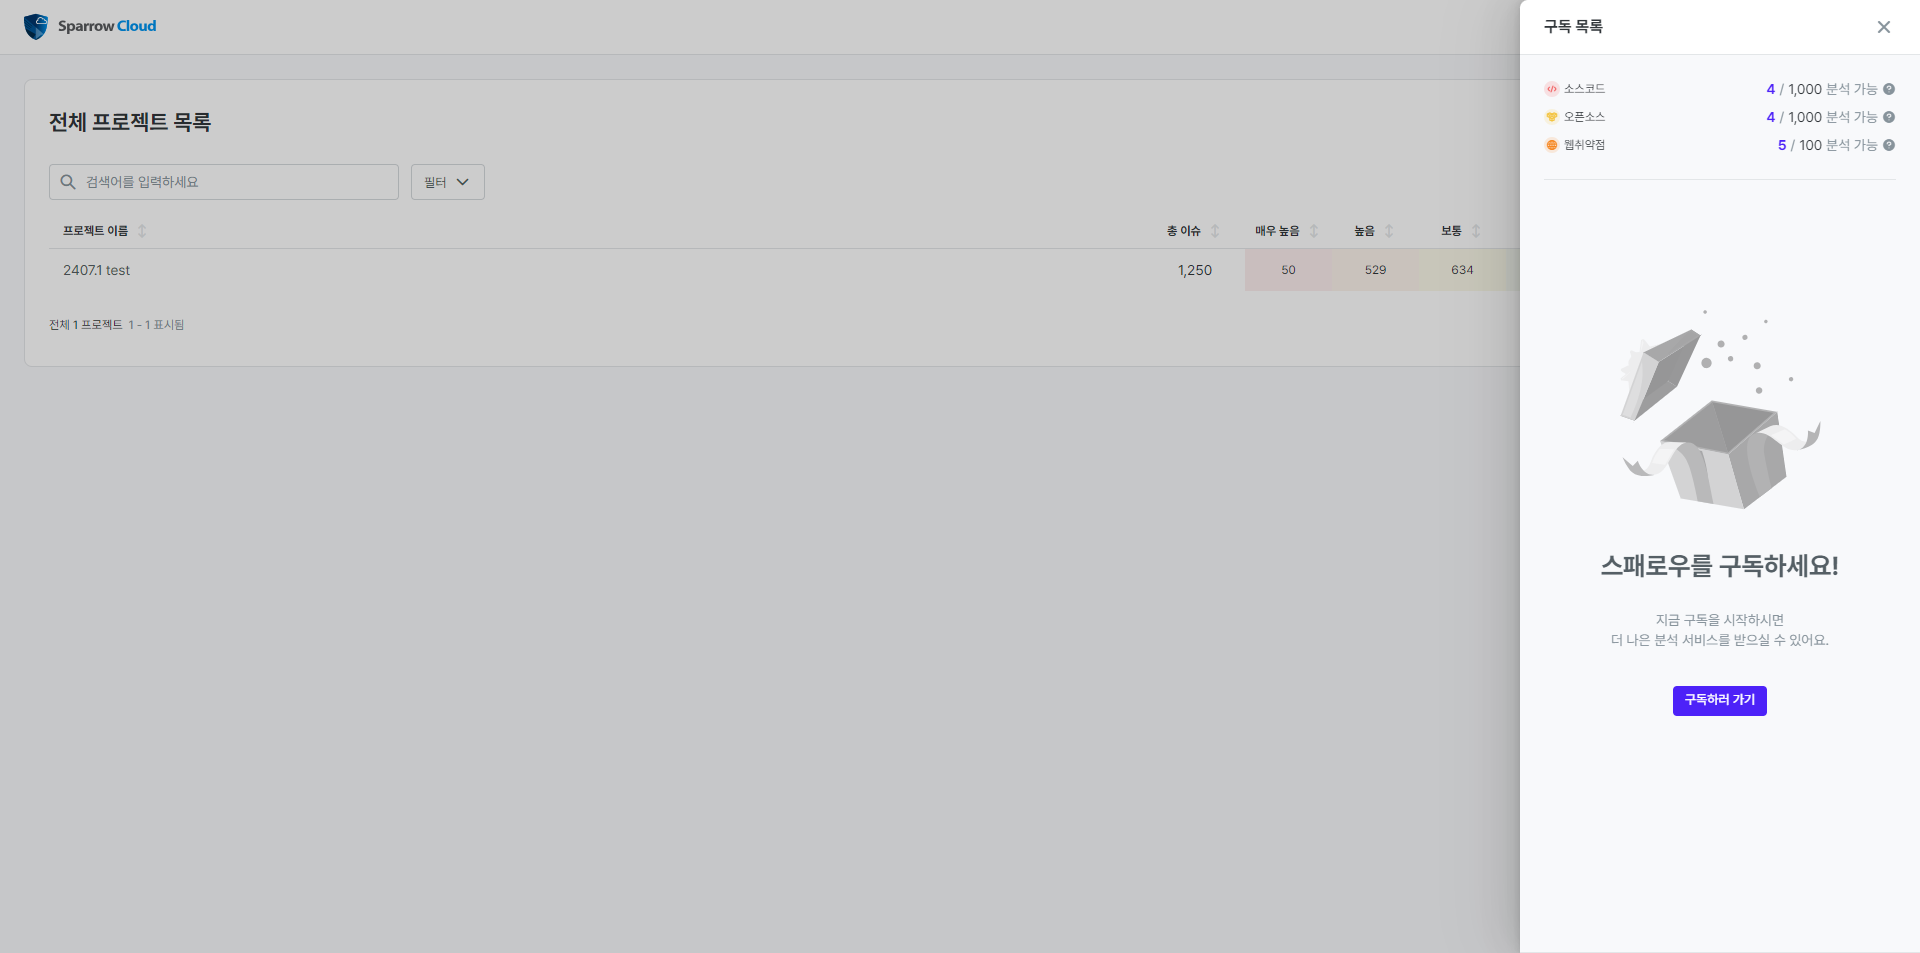 Sparrow Cloud
전체 프로젝트 목록
검색어를 입력하세요
필터
프로젝트 이름 총 이슈 매우 높음 높음 보통
2407.1 test 1,250 50 529 634
전체 1 프로젝트 1 - 1 표시됨
구독 목록
소스코드 4 / 1,000 분석 가능 ?
오픈소스 4 / 1,000 분석 가능 ?
웹취약점 5 / 100 분석 가능 ?
스패로우를 구독하세요!
지금 구독을 시작하시면
더 나은 분석 서비스를 받으실 수 있어요.
구독하러 가기